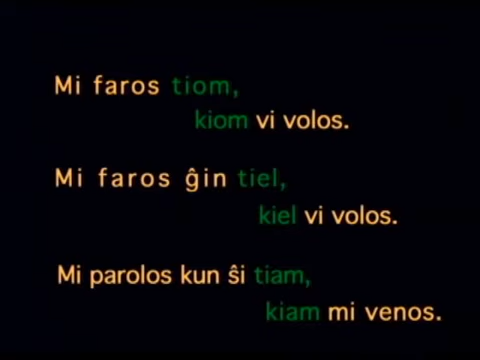 Mi faros tiom,
kiom vi volos.
Mi faros ĝin tiel,
kiel vi volos.
Mi parolos kun ŝi tiam,
kiam mi venos.